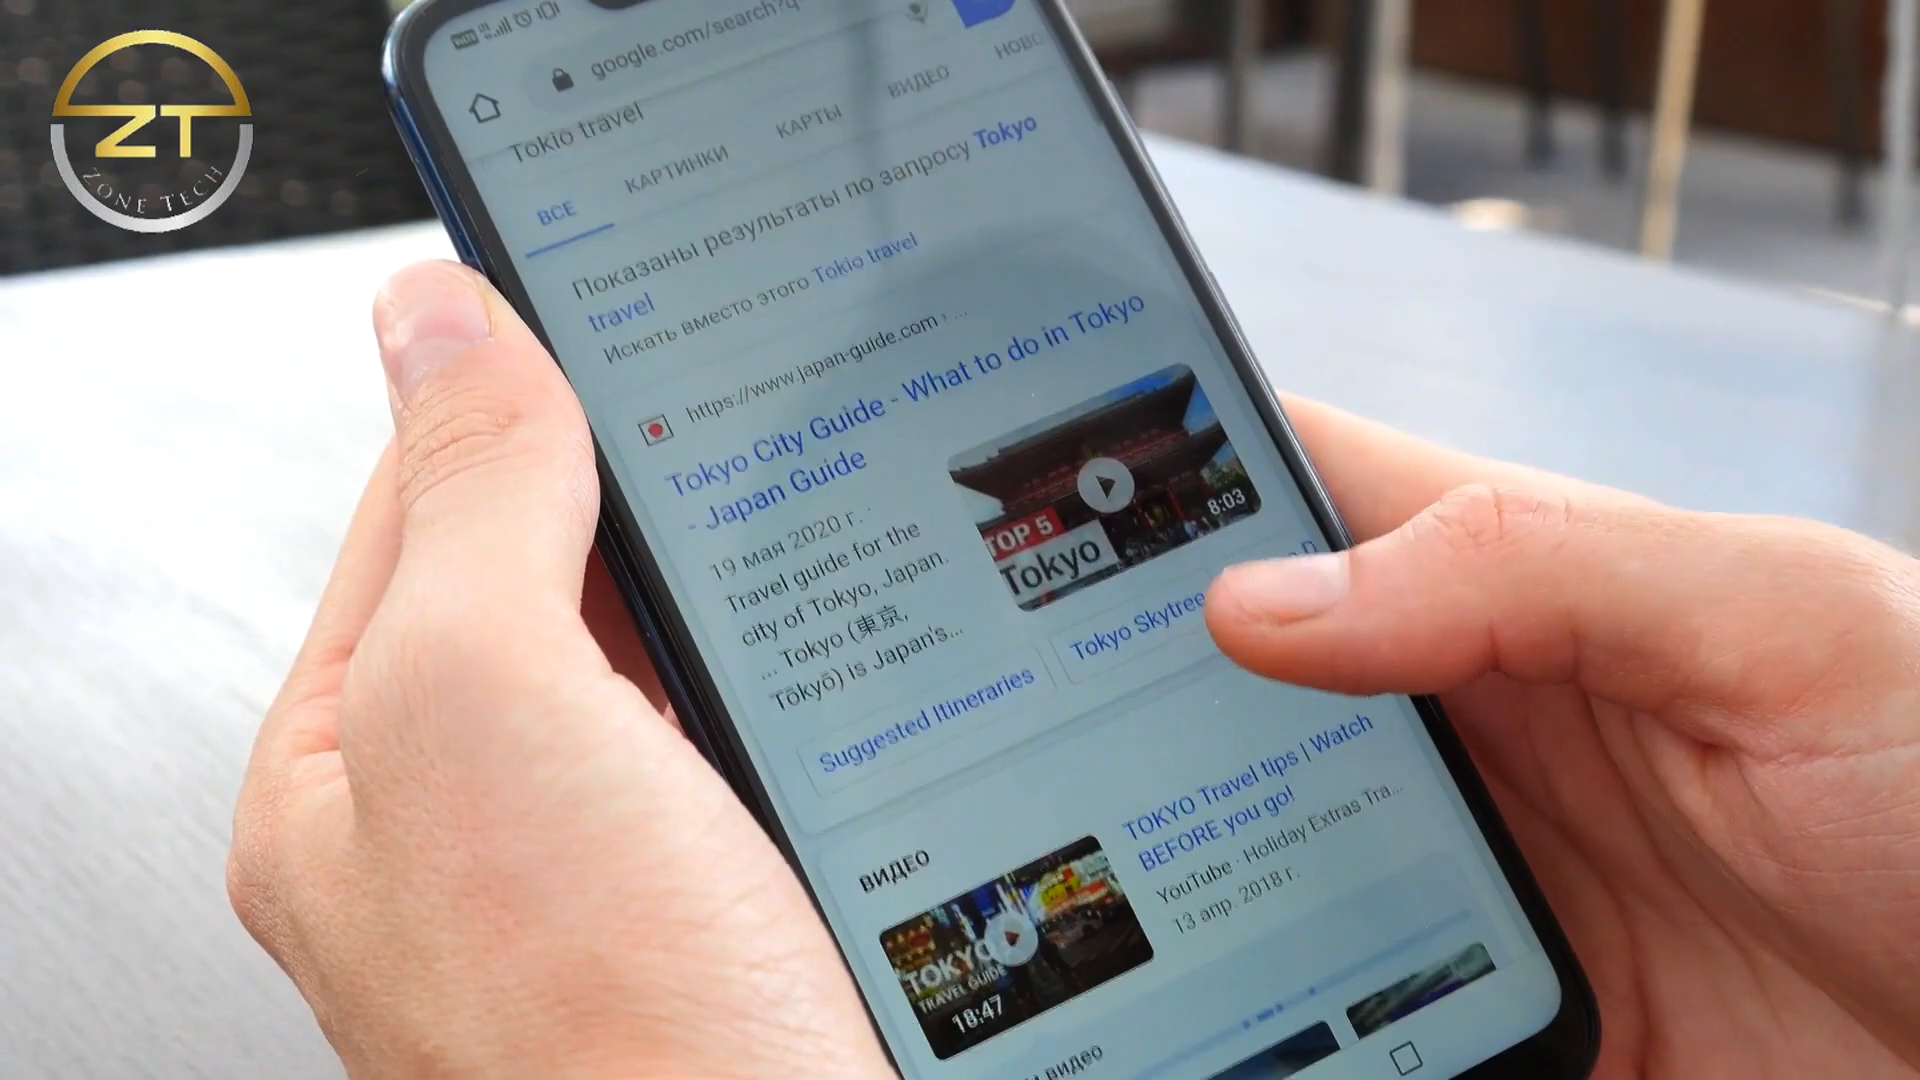 ZT
ZONE TECH
google.com/search?q
Tokio travel
ВСЕ
КАРТИНКИ
КАРТЫ
ВИДЕО
НОВО
Показаны результаты по запросу Tokyo
travel
Искать вместо этого Tokio travel
https://www.japan-guide.com › ...
Tokyo City Guide - What to do in Tokyo
- Japan Guide
19 мая 2020 г. ·
Travel guide for the
city of Tokyo, Japan.
... Tokyo (東京,
Tōkyō) is Japan's...
TOP 5
Tokyo
8:03
Suggested Itineraries
Tokyo Skytree
ВИДЕО
TOKYO Travel tips | Watch
BEFORE you go!
YouTube · Holiday Extras Tra...
13 апр. 2018 г.
TOKYO
TRAVEL GUIDE
18:47
видео